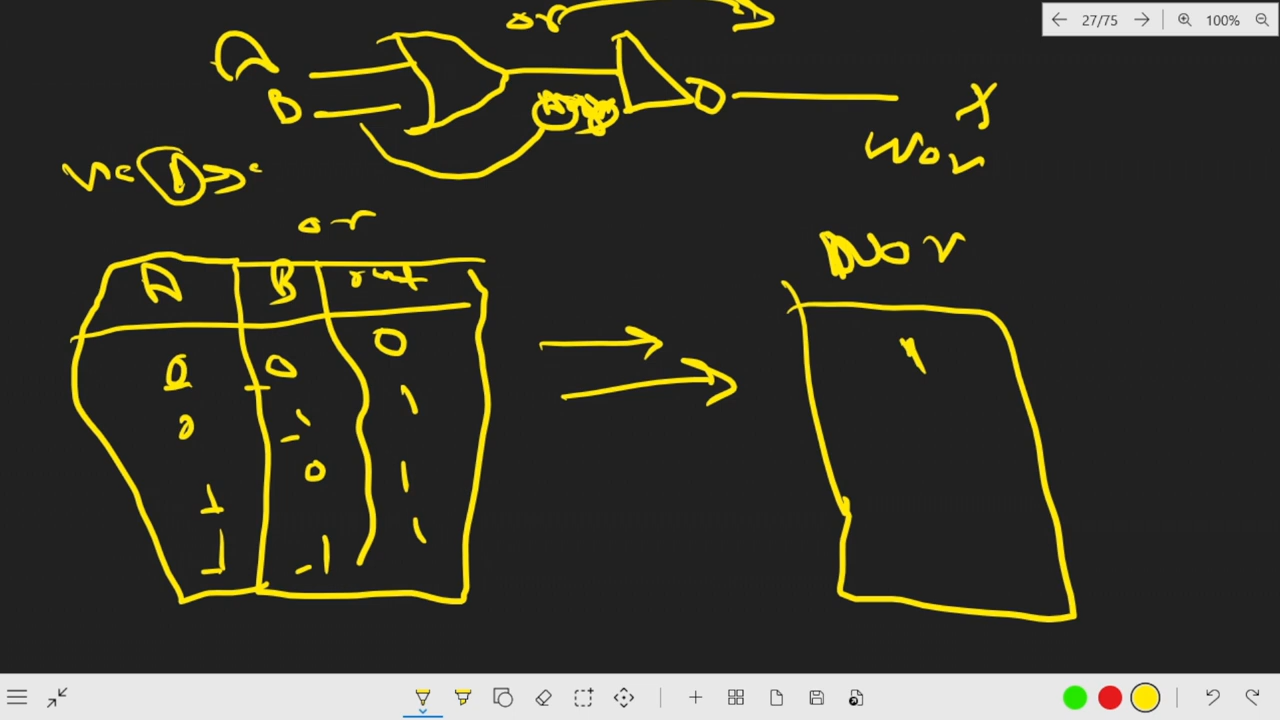 or
27/75
100%
A
B
X
Nor
or
Nor
A B out
0 0 0
0 1 1
1 0 1
1 1 1
1